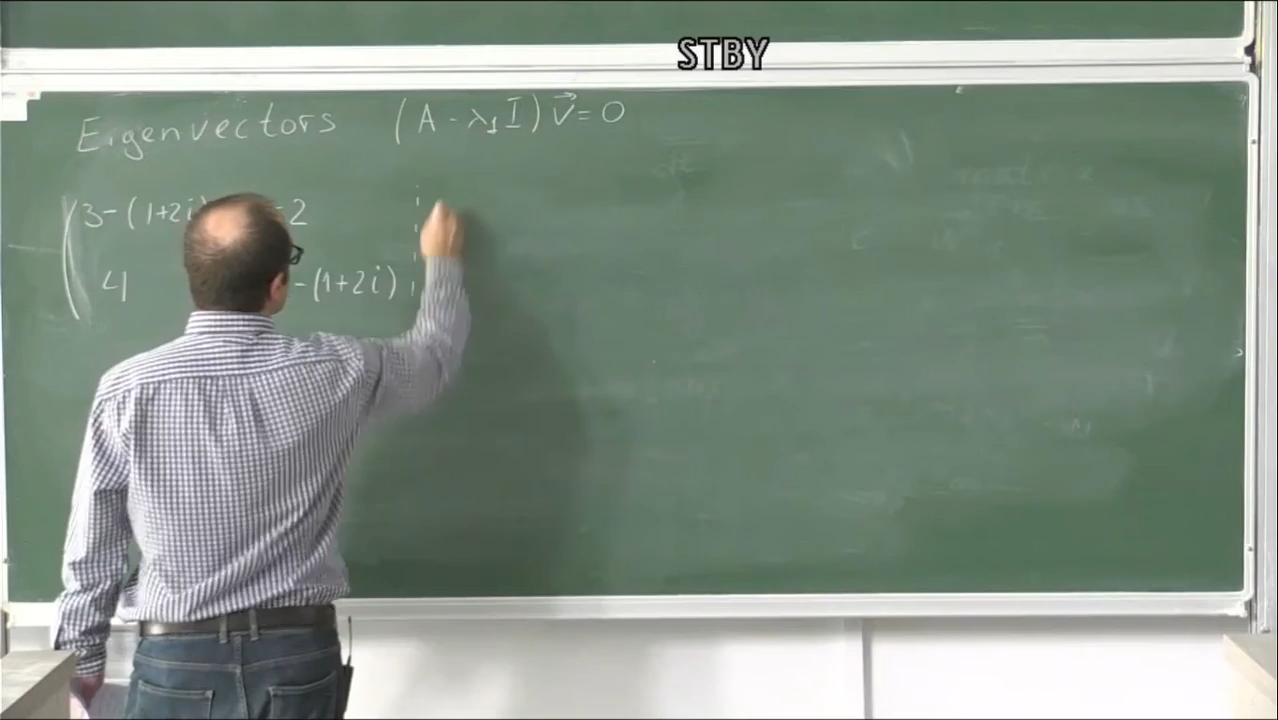 STBY
Eigenvectors (A - λ₁I) v⃗ = 0
3-(1+2i) -2
4 -(1+2i)